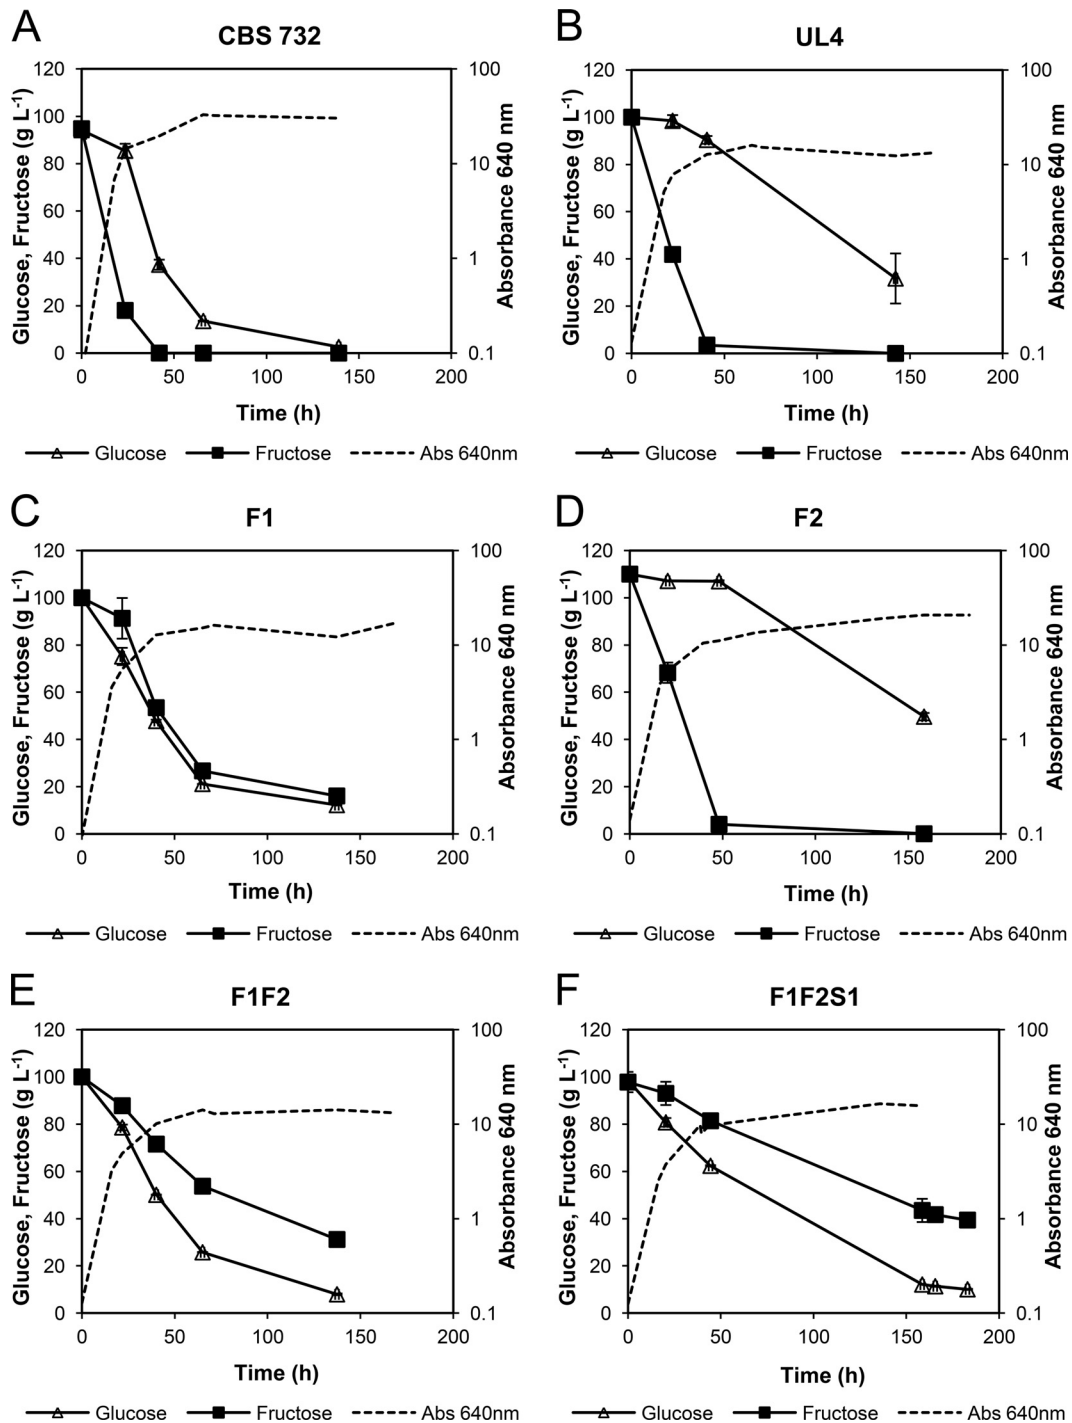 A
CBS 732
120
100
80
60
40
20
0
Glucose, Fructose (g L-1)
100
10
1
0.1
Absorbance 640 nm
0 50 100 150 200
Time (h)
Glucose Fructose Abs 640nm
B
UL4
120
100
80
60
40
20
0
Glucose, Fructose (g L-1)
100
10
1
0.1
Absorbance 640 nm
0 50 100 150 200
Time (h)
Glucose Fructose Abs 640nm
C
F1
120
100
80
60
40
20
0
Glucose, Fructose (g L-1)
100
10
1
0.1
Absorbance 640 nm
0 50 100 150 200
Time (h)
Glucose Fructose Abs 640nm
D
F2
120
100
80
60
40
20
0
Glucose, Fructose (g L-1)
100
10
1
0.1
Absorbance 640 nm
0 50 100 150 200
Time (h)
Glucose Fructose Abs 640nm
E
F1F2
120
100
80
60
40
20
0
Glucose, Fructose (g L-1)
100
10
1
0.1
Absorbance 640 nm
0 50 100 150 200
Time (h)
Glucose Fructose Abs 640nm
F
F1F2S1
120
100
80
60
40
20
0
Glucose, Fructose (g L-1)
100
10
1
0.1
Absorbance 640 nm
0 50 100 150 200
Time (h)
Glucose Fructose Abs 640nm